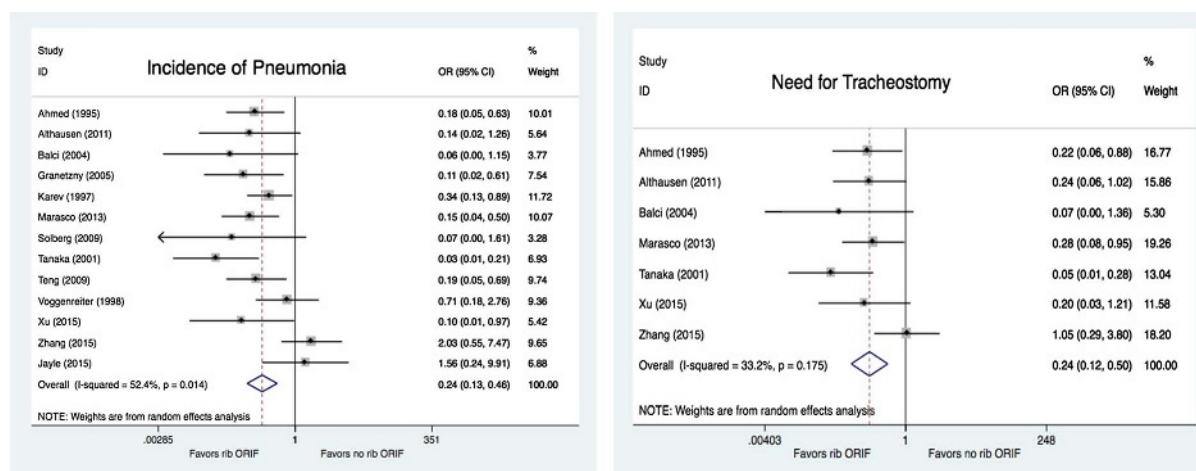 Study %
ID Incidence of Pneumonia OR (95% CI) Weight
Ahmed (1995) 0.18 (0.05, 0.63) 10.01
Althausen (2011) 0.14 (0.02, 1.26) 5.64
Balci (2004) 0.06 (0.00, 1.15) 3.77
Granetzny (2005) 0.11 (0.02, 0.61) 7.54
Karev (1997) 0.34 (0.13, 0.89) 11.72
Marasco (2013) 0.15 (0.04, 0.50) 10.07
Solberg (2009) 0.07 (0.00, 1.61) 3.28
Tanaka (2001) 0.03 (0.01, 0.21) 6.93
Teng (2009) 0.19 (0.05, 0.69) 9.74
Voggenreiter (1998) 0.71 (0.18, 2.76) 9.36
Xu (2015) 0.10 (0.01, 0.97) 5.42
Zhang (2015) 2.03 (0.55, 7.47) 9.65
Jayle (2015) 1.56 (0.24, 9.91) 6.88
Overall (I-squared = 52.4%, p = 0.014) 0.24 (0.13, 0.46) 100.00
NOTE: Weights are from random effects analysis
.00285 1 351
Favors rib ORIF Favors no rib ORIF
Study %
ID Need for Tracheostomy OR (95% CI) Weight
Ahmed (1995) 0.22 (0.06, 0.88) 16.77
Althausen (2011) 0.24 (0.06, 1.02) 15.86
Balci (2004) 0.07 (0.00, 1.36) 5.30
Marasco (2013) 0.28 (0.08, 0.95) 19.26
Tanaka (2001) 0.05 (0.01, 0.28) 13.04
Xu (2015) 0.20 (0.03, 1.21) 11.58
Zhang (2015) 1.05 (0.29, 3.80) 18.20
Overall (I-squared = 33.2%, p = 0.175) 0.24 (0.12, 0.50) 100.00
NOTE: Weights are from random effects analysis
.00403 1 248
Favors rib ORIF Favors no rib ORIF